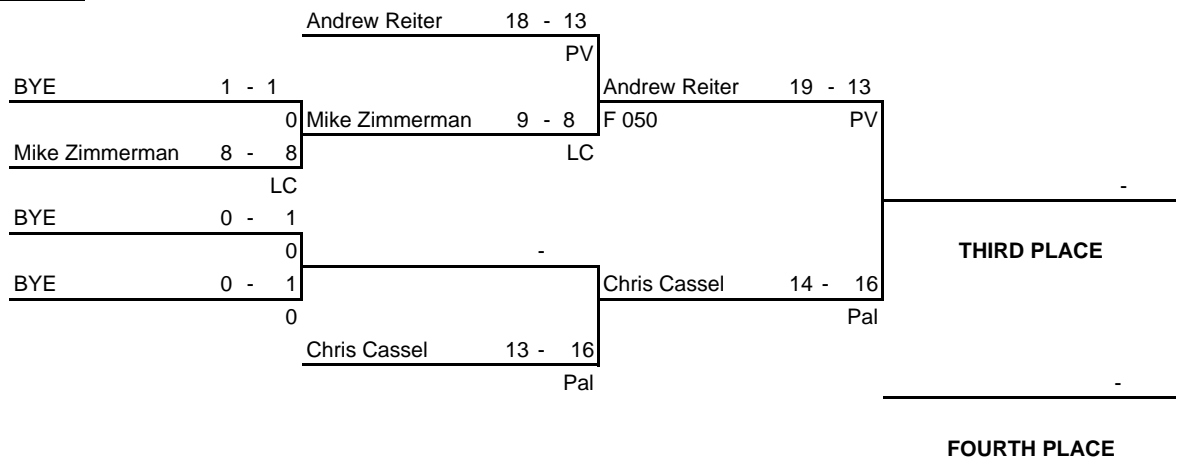 Andrew Reiter 18 - 13
PV
BYE 1 - 1 Andrew Reiter 19 - 13
0 Mike Zimmerman 9 - 8 F 050 PV
Mike Zimmerman 8 - 8 LC
LC -
BYE 0 - 1
0 - THIRD PLACE
BYE 0 - 1 Chris Cassel 14 - 16
0 Pal
Chris Cassel 13 - 16
Pal -
FOURTH PLACE